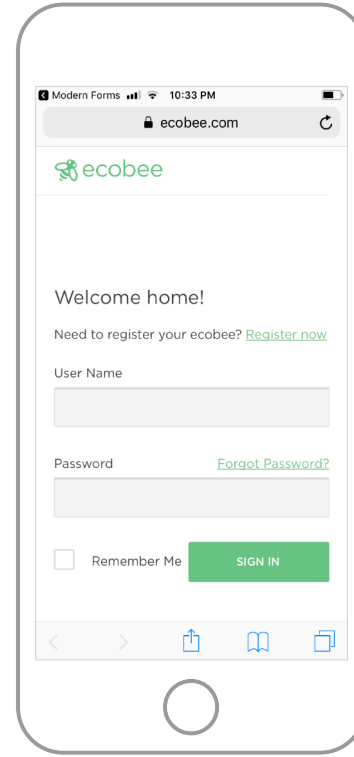 Modern Forms 10:33 PM
ecobee.com
ecobee
Welcome home!
Need to register your ecobee? Register now
User Name
Password Forgot Password?
Remember Me SIGN IN